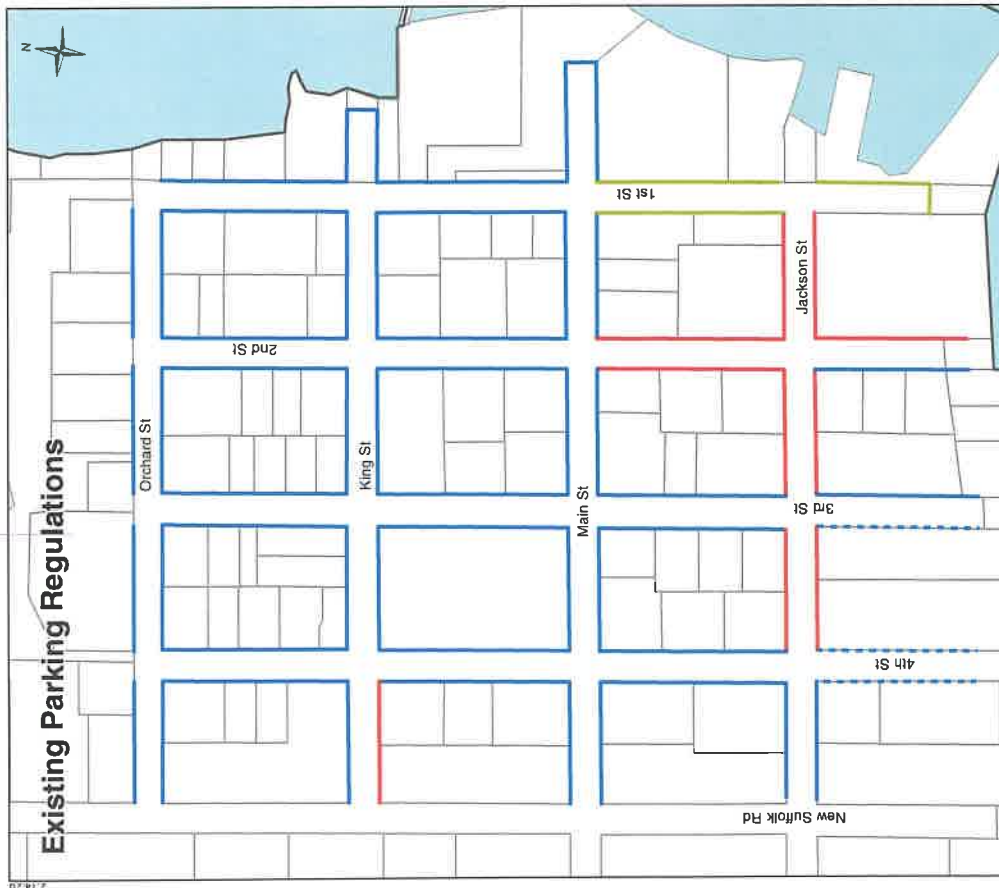 Existing Parking Regulations
N
1st St
Jackson St
2nd St
Orchard St
King St
Main St
3rd St
4th St
New Suffolk Rd